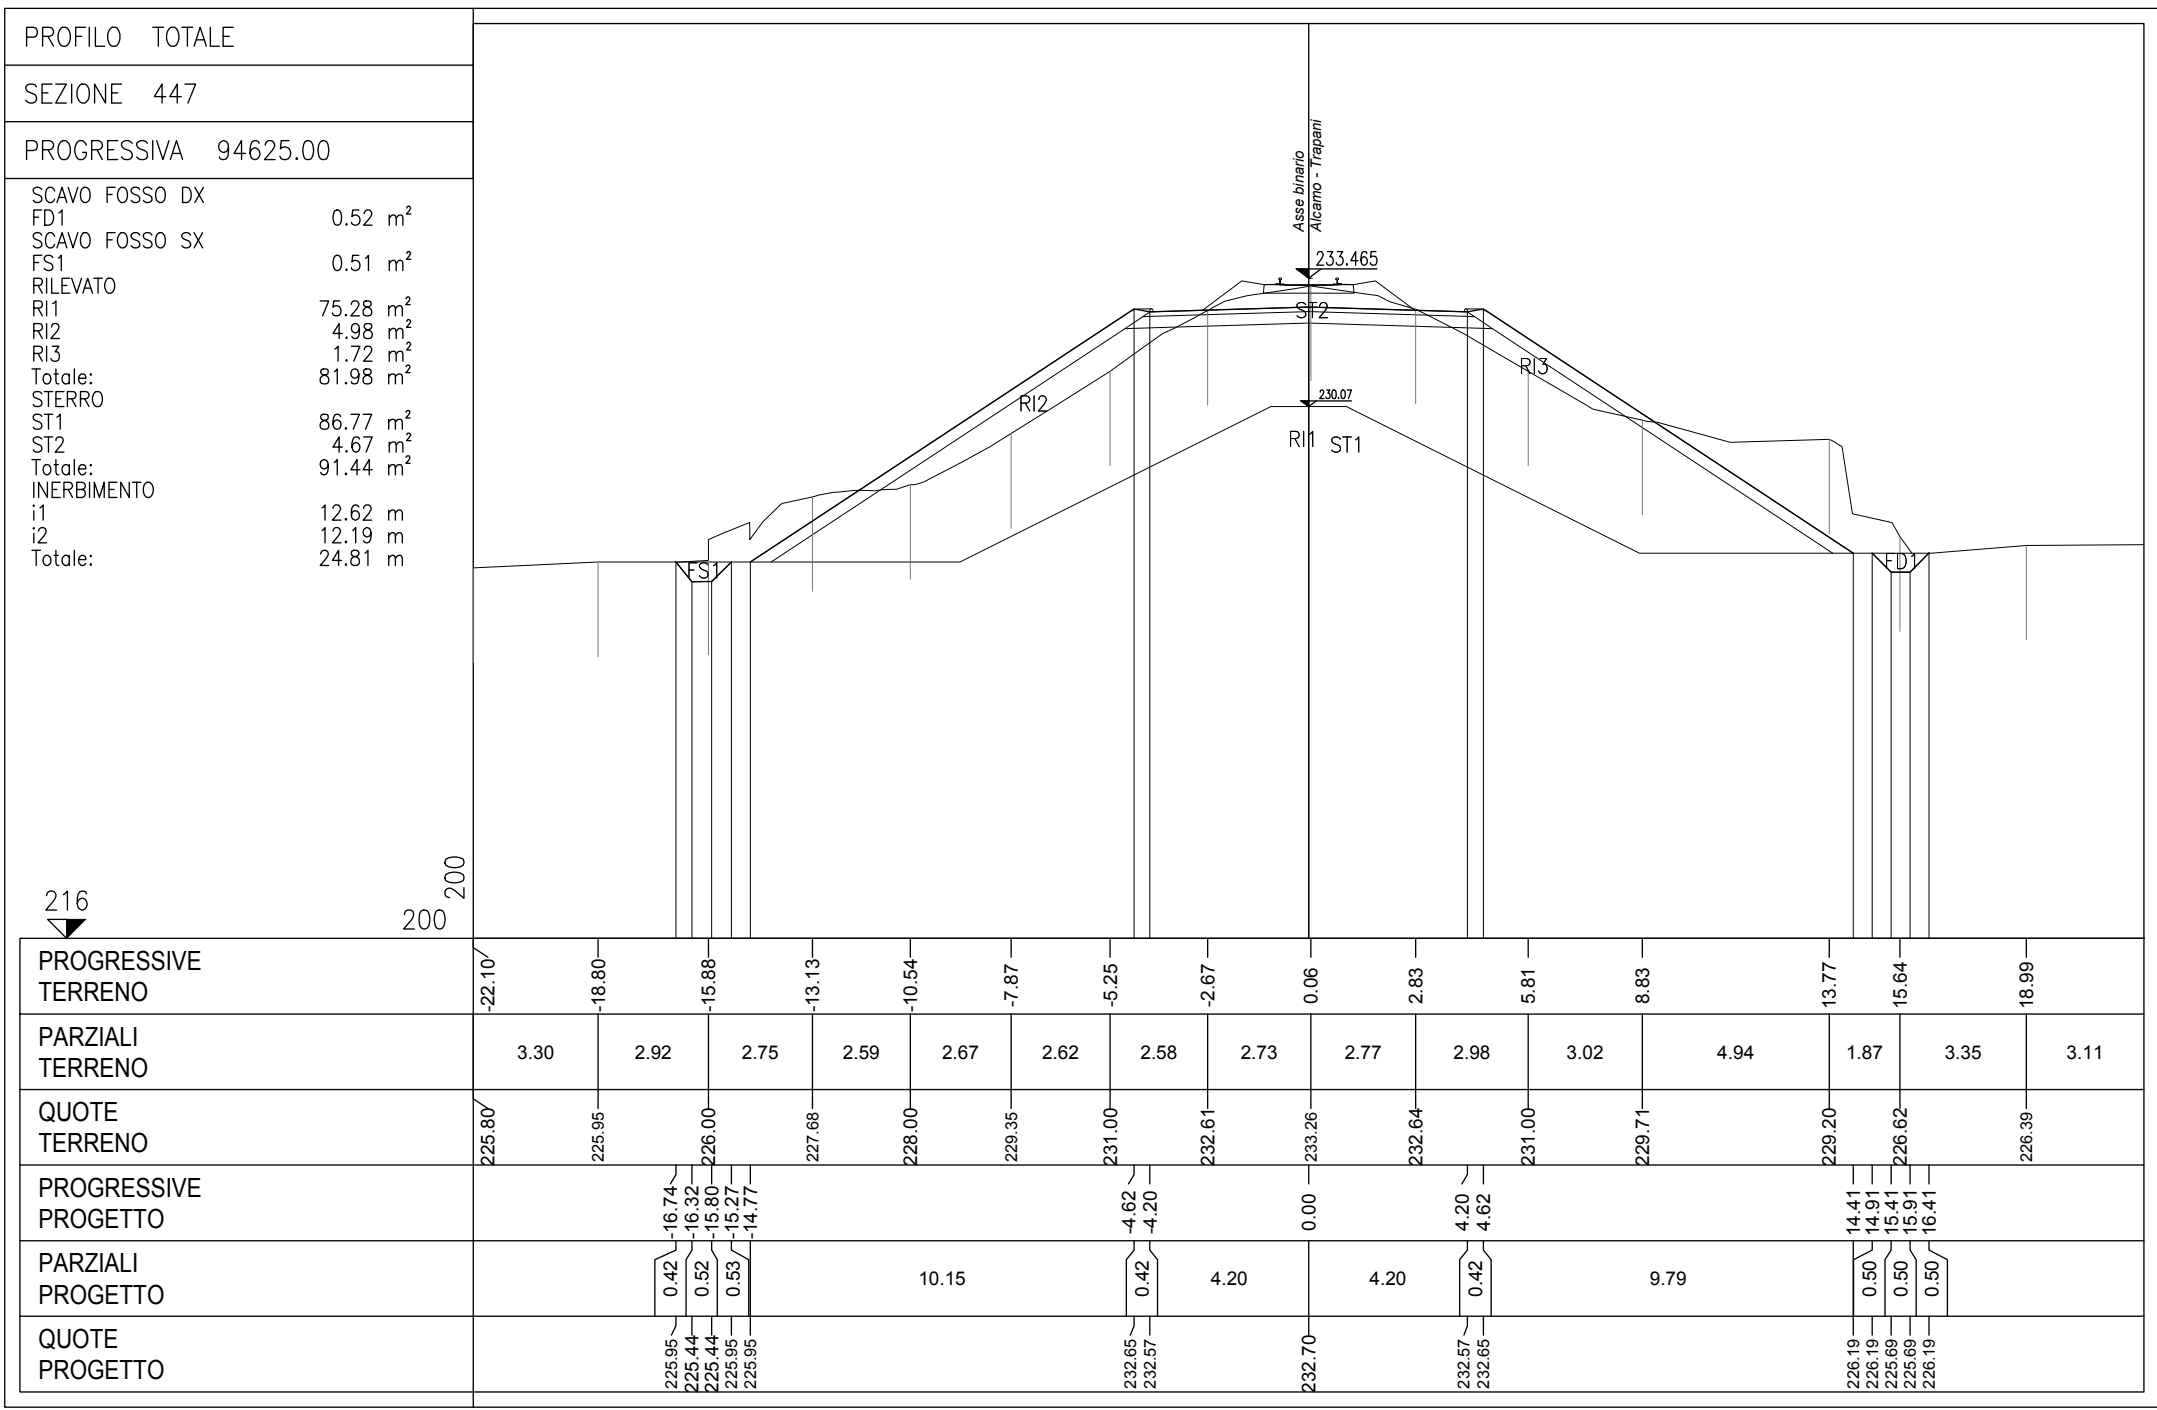 PROFILO TOTALE
SEZIONE 447
PROGRESSIVA 94625.00
SCAVO FOSSO DX
FD1 0.52 m²
SCAVO FOSSO SX
FS1 0.51 m²
RILEVATO
RI1 75.28 m²
RI2 4.98 m²
RI3 1.72 m²
Totale: 81.98 m²
STERRO
ST1 86.77 m²
ST2 4.67 m²
Totale: 91.44 m²
INERBIMENTO
i1 12.62 m
i2 12.19 m
Totale: 24.81 m
Asse binario
Alcamo - Trapani
233.465
ST2
RI3
230.07
RI2
RI1 ST1
FS1
FD1
200
216
200
PROGRESSIVE TERRENO
-22.10 -18.80 -15.88 -13.13 -10.54 -7.87 -5.25 -2.67 0.06 2.83 5.81 8.83 13.77 15.64 18.99
PARZIALI TERRENO
3.30 2.92 2.75 2.59 2.67 2.62 2.58 2.73 2.77 2.98 3.02 4.94 1.87 3.35 3.11
QUOTE TERRENO
225.80 225.95 226.00 227.68 228.00 229.35 231.00 232.61 233.26 232.64 231.00 229.71 229.20 226.62 226.39
PROGRESSIVE PROGETTO
-16.74 -16.32 -15.80 -15.27 -14.77 -4.62 -4.20 0.00 4.20 4.62 14.41 14.91 15.41 15.91 16.41
PARZIALI PROGETTO
0.42 0.52 0.53 10.15 0.42 4.20 4.20 0.42 9.79 0.50 0.50 0.50
QUOTE PROGETTO
225.95 225.44 225.44 225.95 225.95 232.65 232.57 232.70 232.57 232.65 226.19 226.19 225.69 225.69 226.19